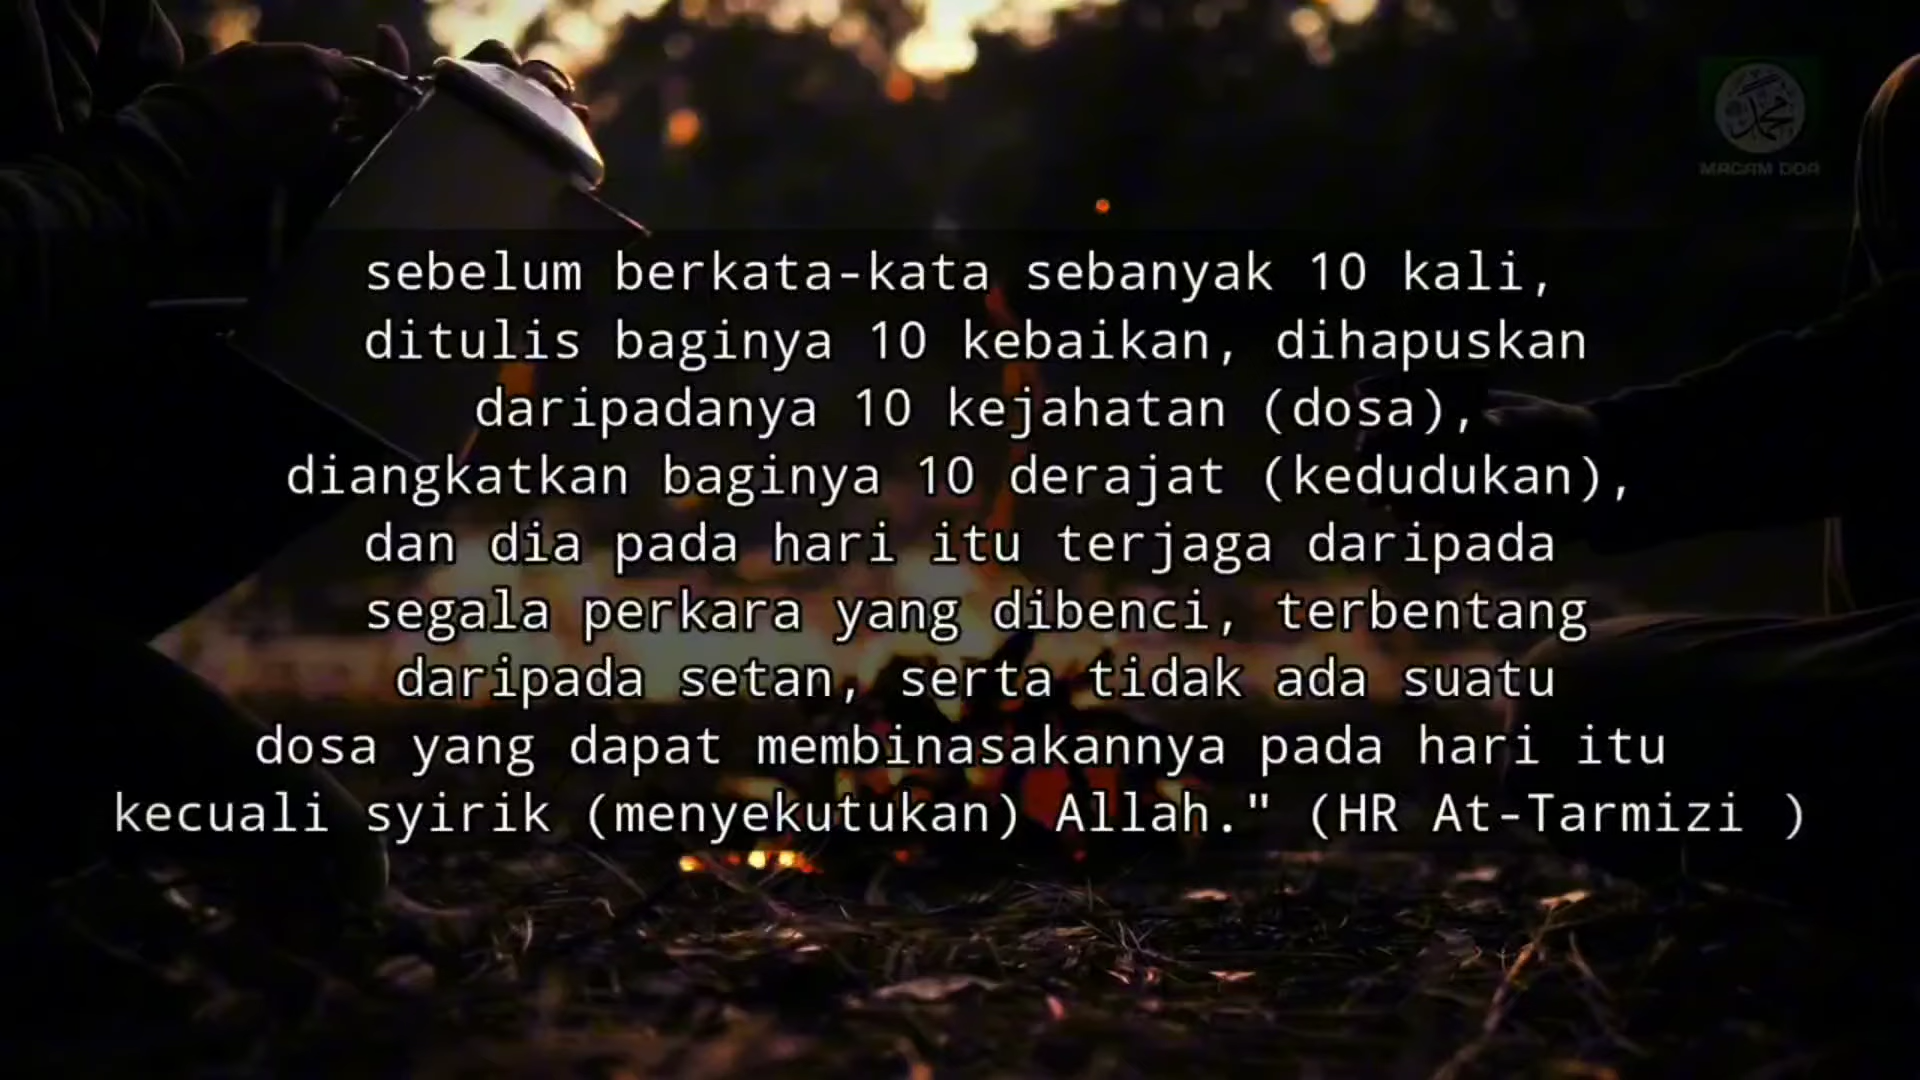 MACAM DOA
sebelum berkata-kata sebanyak 10 kali,
ditulis baginya 10 kebaikan, dihapuskan
daripadanya 10 kejahatan (dosa),
diangkatkan baginya 10 derajat (kedudukan),
dan dia pada hari itu terjaga daripada
segala perkara yang dibenci, terbentang
daripada setan, serta tidak ada suatu
dosa yang dapat membinasakannya pada hari itu
kecuali syirik (menyekutukan) Allah." (HR At-Tarmizi )